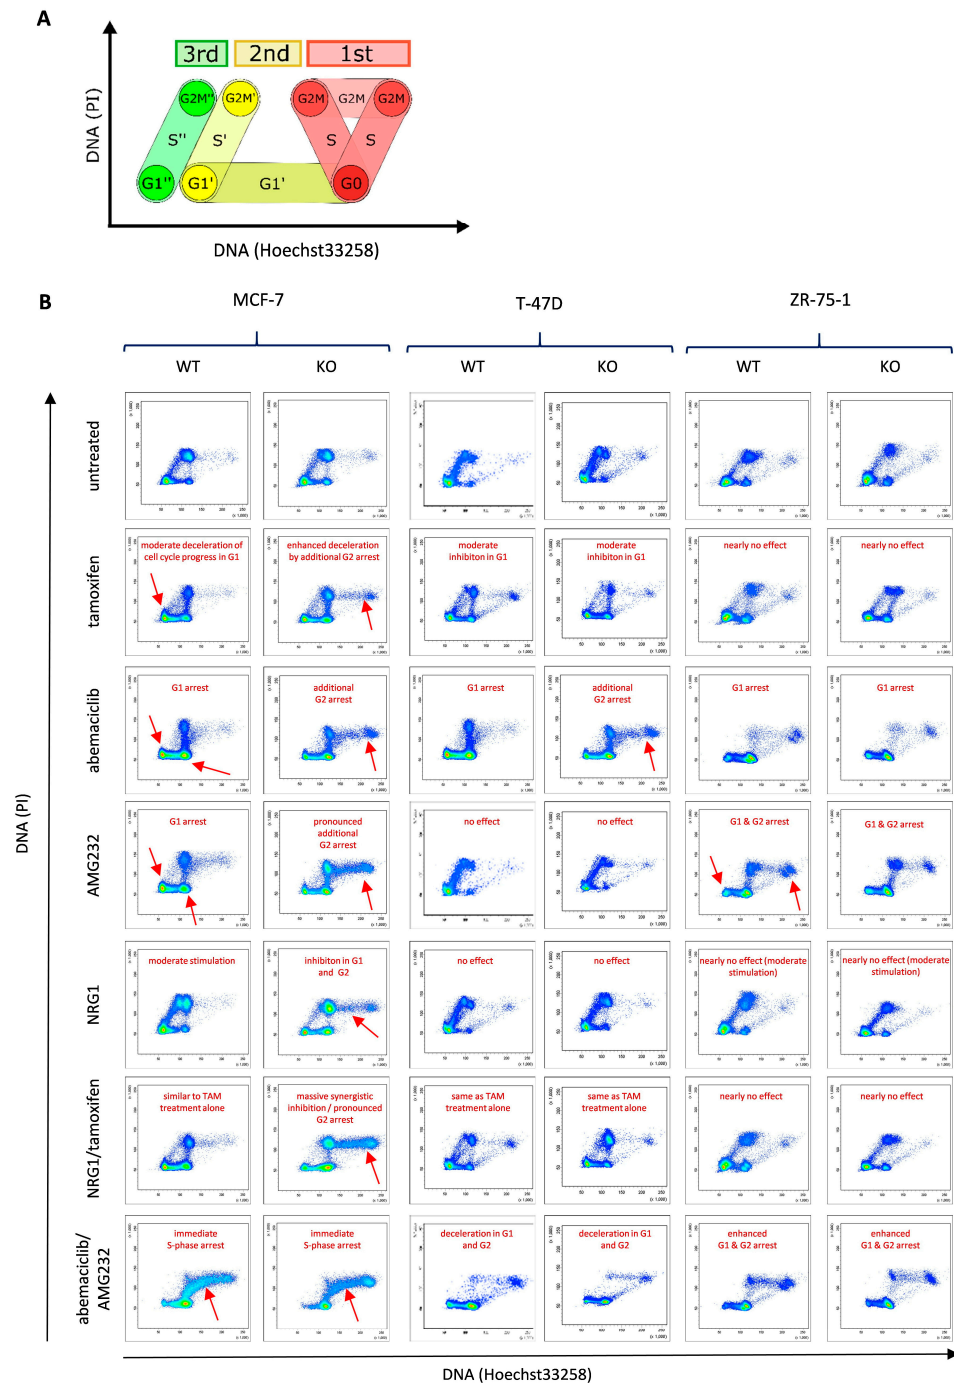 A
3rd
2nd
1st
G2M"
G2M'
G2M
G2M
G2M
S"
S'
S
S
G1"
G1'
G1'
G0
DNA (PI)
DNA (Hoechst33258)
B
MCF-7
T-47D
ZR-75-1
WT
KO
WT
KO
WT
KO
untreated
tamoxifen
moderate deceleration of
cell cycle progress in G1
enhanced deceleration
by additional G2 arrest
moderate
inhibiton in G1
moderate
inhibiton in G1
nearly no effect
nearly no effect
abemaciclib
G1 arrest
additional
G2 arrest
G1 arrest
additional
G2 arrest
G1 arrest
G1 arrest
DNA (PI)
AMG232
G1 arrest
pronounced
additional
G2 arrest
no effect
no effect
G1 & G2 arrest
G1 & G2 arrest
NRG1
moderate stimulation
inhibiton in G1
and G2
no effect
no effect
nearly no effect (moderate
stimulation)
nearly no effect (moderate
stimulation)
NRG1/tamoxifen
similar to TAM
treatment alone
massive synergistic
inhibition / pronounced
G2 arrest
same as TAM
treatment alone
same as TAM
treatment alone
nearly no effect
nearly no effect
abemaciclib/
AMG232
immediate
S-phase arrest
immediate
S-phase arrest
deceleration in G1
and G2
deceleration in G1
and G2
enhanced
G1 & G2 arrest
enhanced
G1 & G2 arrest
DNA (Hoechst33258)